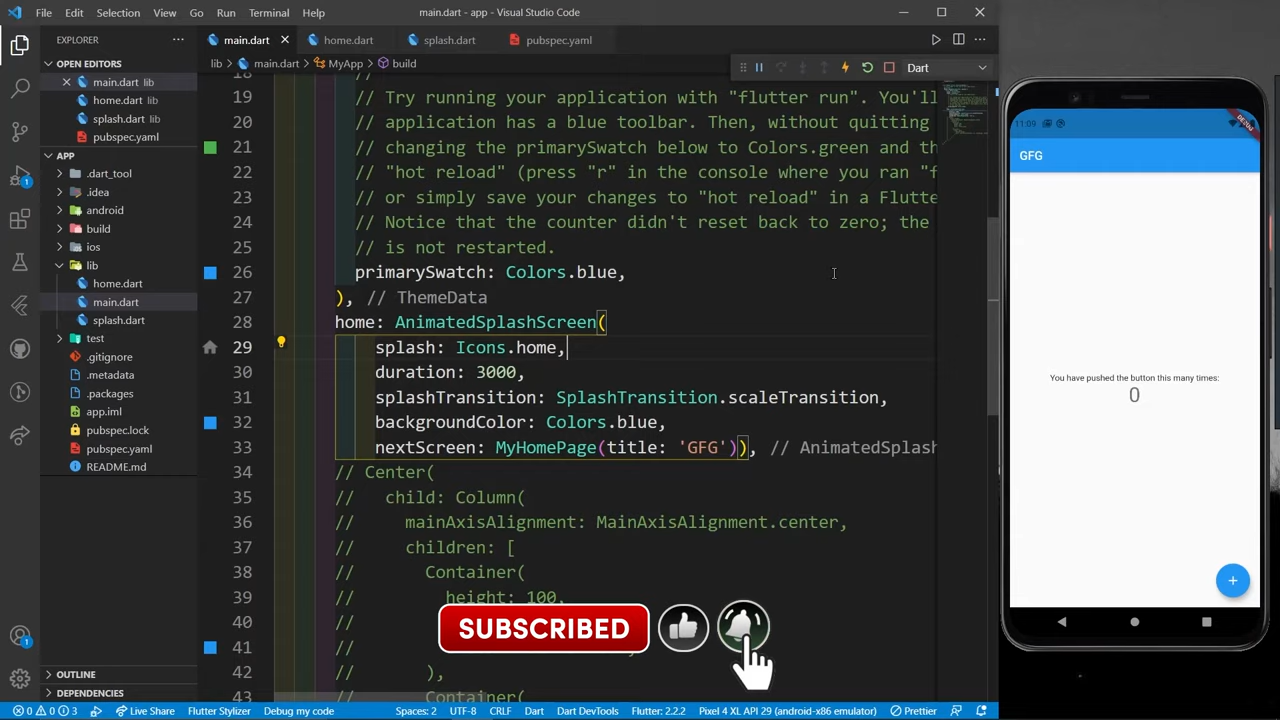 File Edit Selection View Go Run Terminal Help
main.dart - app - Visual Studio Code
EXPLORER
OPEN EDITORS
main.dart lib
home.dart lib
splash.dart lib
pubspec.yaml
APP
.dart_tool
.idea
android
build
ios
lib
home.dart
main.dart
splash.dart
test
.gitignore
.metadata
.packages
app.iml
pubspec.lock
pubspec.yaml
README.md
OUTLINE
DEPENDENCIES
1
1
main.dart
home.dart
splash.dart
pubspec.yaml
lib > main.dart > MyApp > build
Dart
18 //
19 // Try running your application with "flutter run". You'll
20 // application has a blue toolbar. Then, without quitting
21 // changing the primarySwatch below to Colors.green and th
22 // "hot reload" (press "r" in the console where you ran "f
23 // or simply save your changes to "hot reload" in a Flutte
24 // Notice that the counter didn't reset back to zero; the
25 // is not restarted.
26 primarySwatch: Colors.blue,
27 ), // ThemeData
28 home: AnimatedSplashScreen(
29 splash: Icons.home,
30 duration: 3000,
31 splashTransition: SplashTransition.scaleTransition,
32 backgroundColor: Colors.blue,
33 nextScreen: MyHomePage(title: 'GFG')), // AnimatedSplash
34 // Center(
35 // child: Column(
36 // mainAxisAlignment: MainAxisAlignment.center,
37 // children: [
38 // Container(
39 // height: 100,
40 //
41 //
42 // ),
43 // Container(
SUBSCRIBED
11:09
DEBUG
GFG
You have pushed the button this many times:
0
+
0 0 3 Live Share Flutter Stylizer Debug my code Spaces: 2 UTF-8 CRLF Dart Dart DevTools Flutter: 2.2.2 Pixel 4 XL API 29 (android-x86 emulator) Prettier